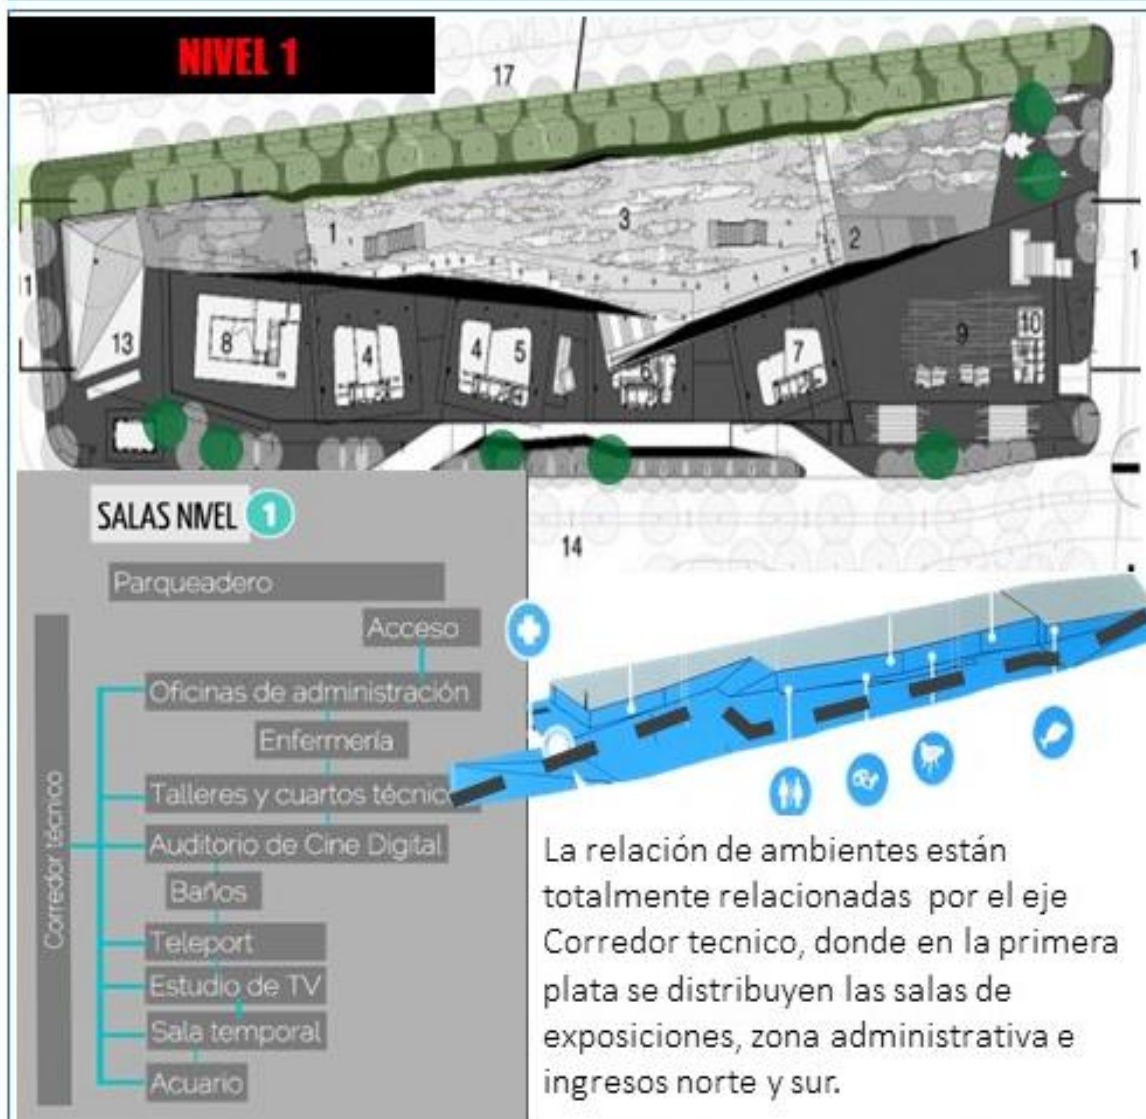 NIVEL 1
17
1
3
2
1
1
13
8
4
4
5
6
7
9
10
14
SALAS NIVEL 1
Parqueadero
Acceso
Oficinas de administración
Enfermería
Talleres y cuartos técnic
Auditorio de Cine Digital
Baños
Teleport
Estudio de TV
Sala temporal
Acuario
Corredor técnico
La relación de ambientes están
totalmente relacionadas por el eje
Corredor tecnico, donde en la primera
plata se distribuyen las salas de
exposiciones, zona administrativa e
ingresos norte y sur.